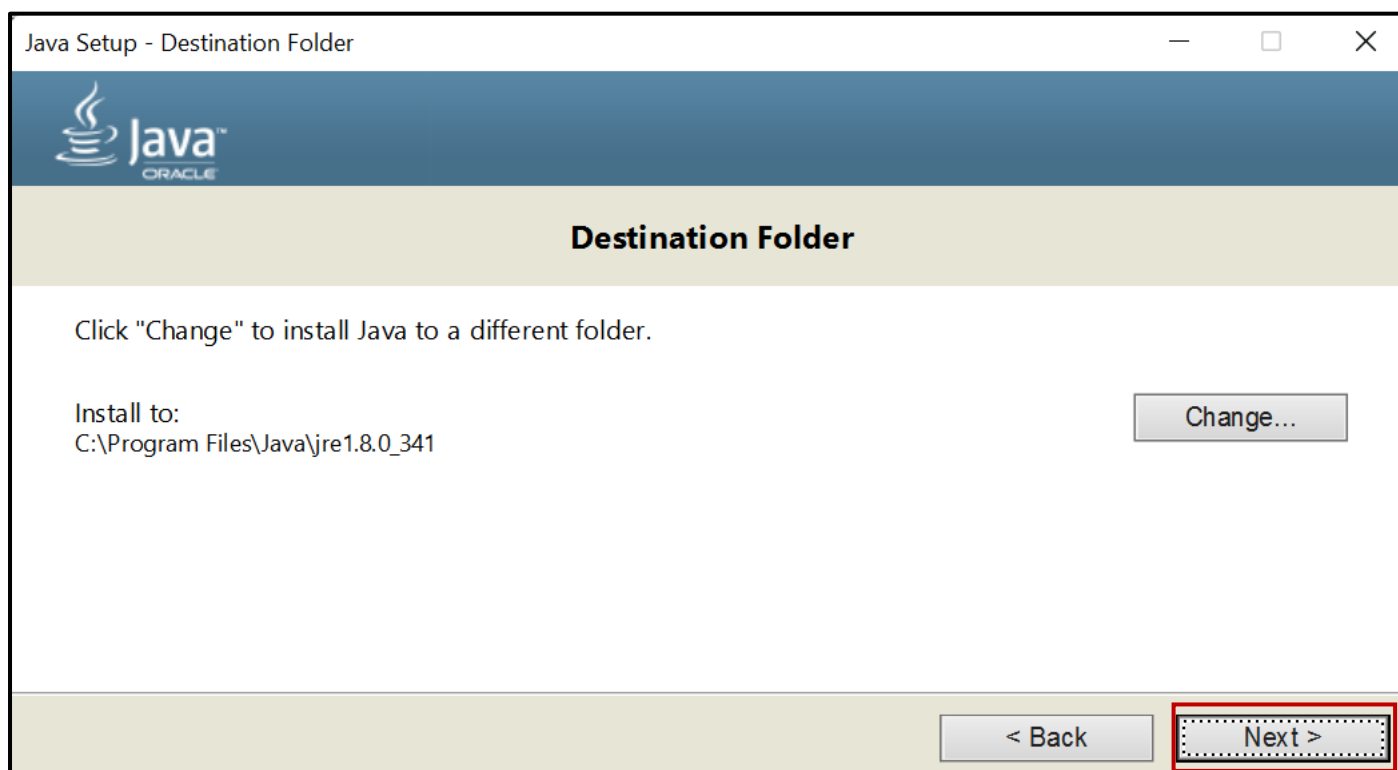 Java Setup - Destination Folder
Java™
ORACLE
Destination Folder
Click "Change" to install Java to a different folder.
Install to:
Change...
C:\Program Files\Java\jre1.8.0_341
< Back
Next >